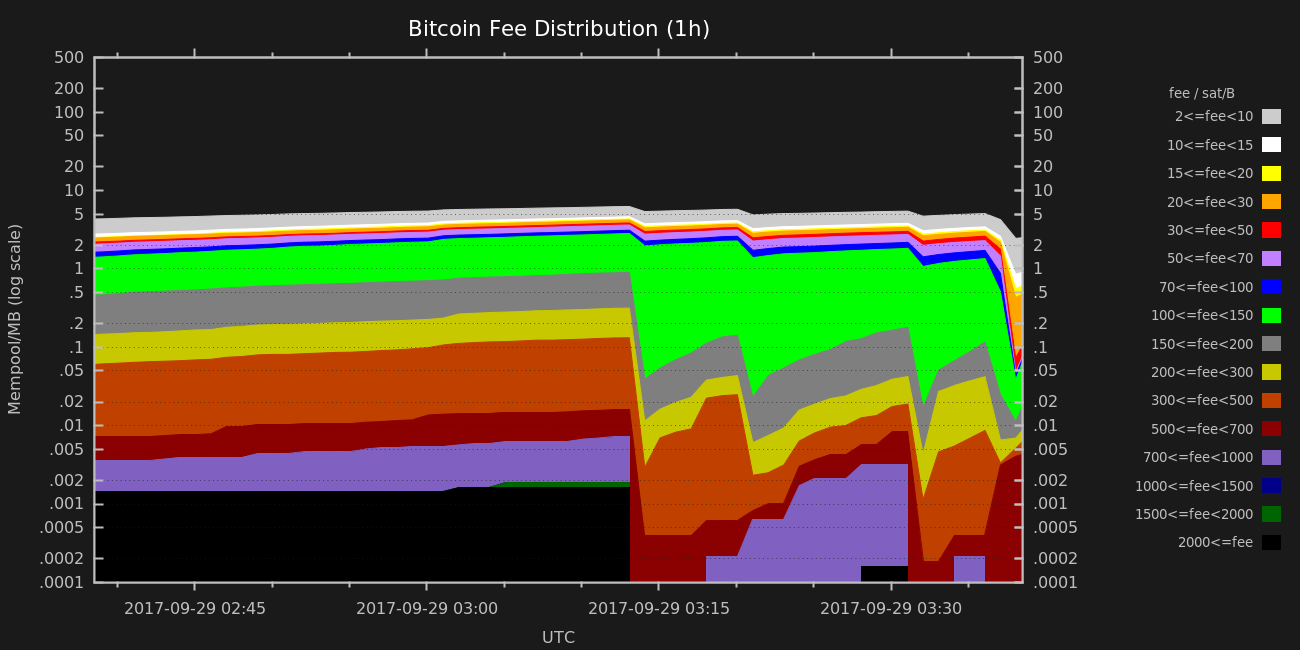 Bitcoin Fee Distribution (1h)
500
200
100
50
20
10
5
2
1
.5
.2
.1
.05
.02
.01
.005
.002
.001
.0005
.0002
.0001
Mempool/MB (log scale)
500
200
100
50
20
10
5
2
1
.5
.2
.1
.05
.02
.01
.005
.002
.001
.0005
.0002
.0001
2017-09-29 02:45
2017-09-29 03:00
2017-09-29 03:15
2017-09-29 03:30
UTC
fee / sat/B
2<=fee<10
10<=fee<15
15<=fee<20
20<=fee<30
30<=fee<50
50<=fee<70
70<=fee<100
100<=fee<150
150<=fee<200
200<=fee<300
300<=fee<500
500<=fee<700
700<=fee<1000
1000<=fee<1500
1500<=fee<2000
2000<=fee